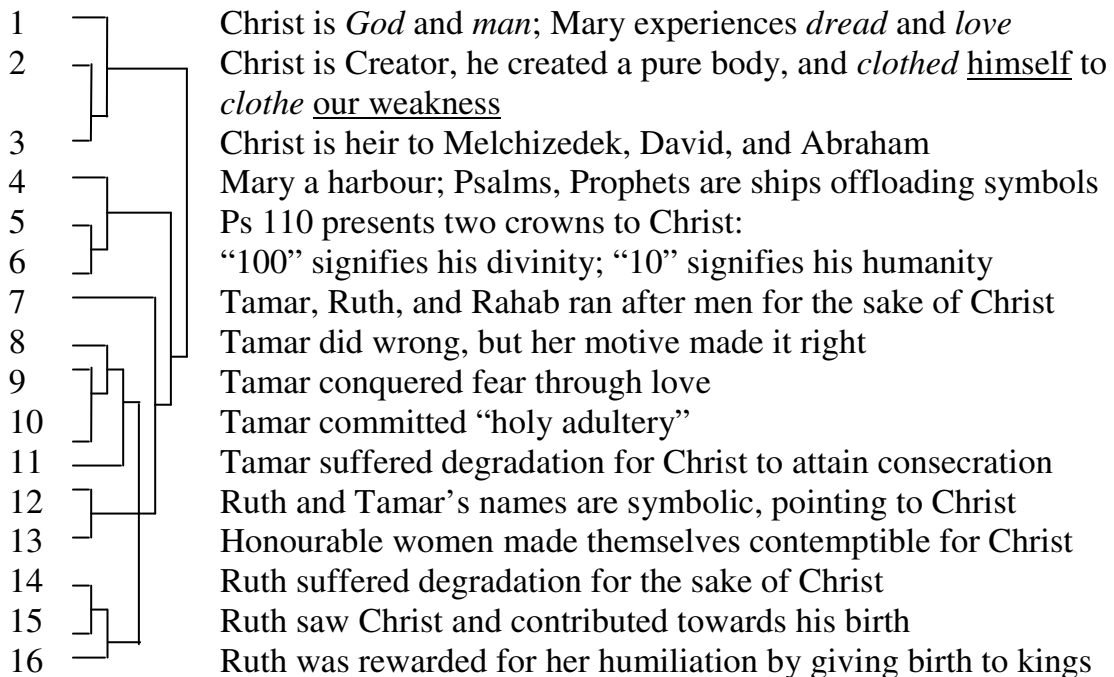 1 Christ is God and man; Mary experiences dread and love
2 Christ is Creator, he created a pure body, and clothed himself to
clothe our weakness
3 Christ is heir to Melchizedek, David, and Abraham
4 Mary a harbour; Psalms, Prophets are ships offloading symbols
5 Ps 110 presents two crowns to Christ:
6 “100” signifies his divinity; “10” signifies his humanity
7 Tamar, Ruth, and Rahab ran after men for the sake of Christ
8 Tamar did wrong, but her motive made it right
9 Tamar conquered fear through love
10 Tamar committed “holy adultery”
11 Tamar suffered degradation for Christ to attain consecration
12 Ruth and Tamar’s names are symbolic, pointing to Christ
13 Honourable women made themselves contemptible for Christ
14 Ruth suffered degradation for the sake of Christ
15 Ruth saw Christ and contributed towards his birth
16 Ruth was rewarded for her humiliation by giving birth to kings